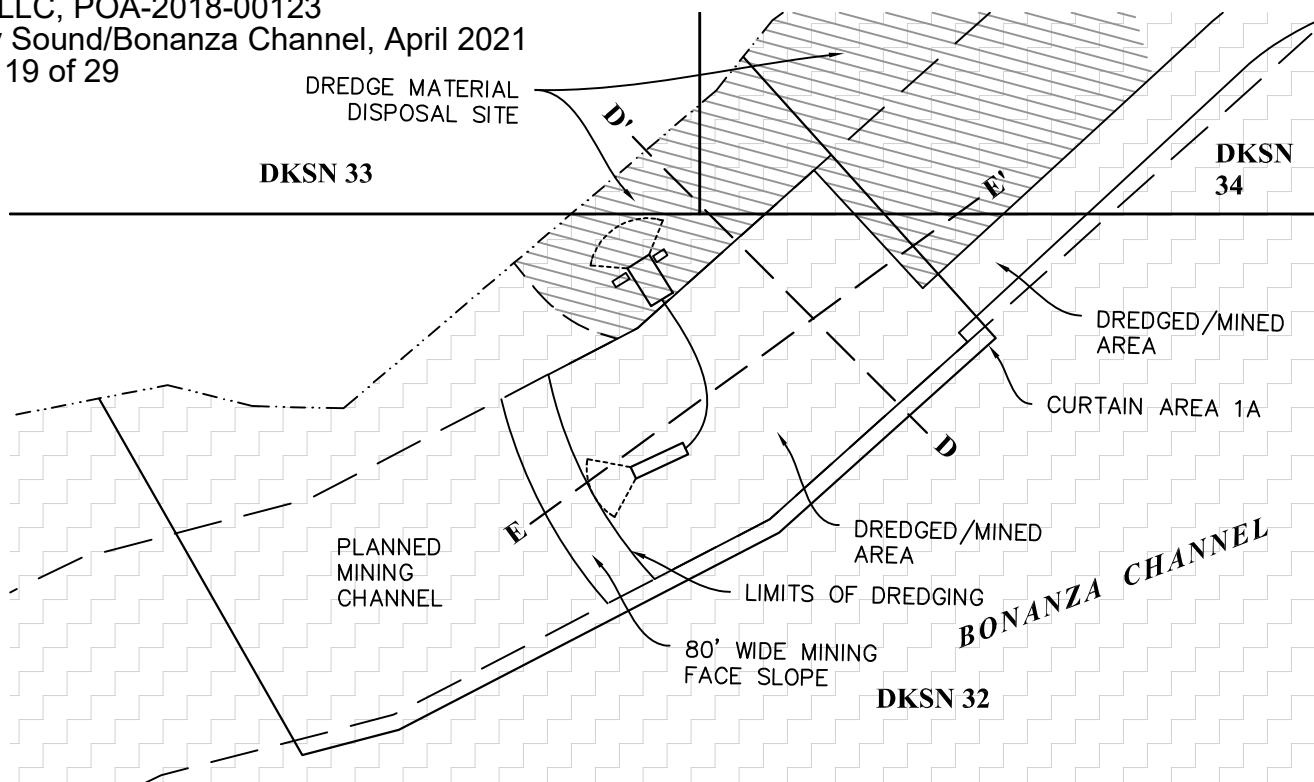 LLC, POA-2018-00123
Sound/Bonanza Channel, April 2021
19 of 29
DREDGE MATERIAL
DISPOSAL SITE
D'
DKSN 33
DKSN
34
E'
DREDGED/MINED
AREA
CURTAIN AREA 1A
D
E
DREDGED/MINED
AREA
PLANNED
MINING
CHANNEL
LIMITS OF DREDGING
BONANZA CHANNEL
80' WIDE MINING
FACE SLOPE
DKSN 32